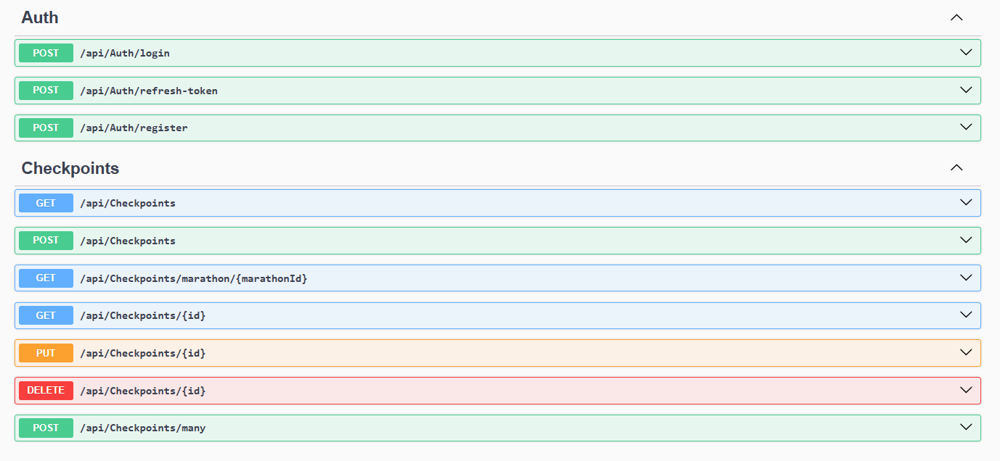 Auth
POST /api/Auth/login
POST /api/Auth/refresh-token
POST /api/Auth/register
Checkpoints
GET /api/Checkpoints
POST /api/Checkpoints
GET /api/Checkpoints/marathon/{marathonId}
GET /api/Checkpoints/{id}
PUT /api/Checkpoints/{id}
DELETE /api/Checkpoints/{id}
POST /api/Checkpoints/many